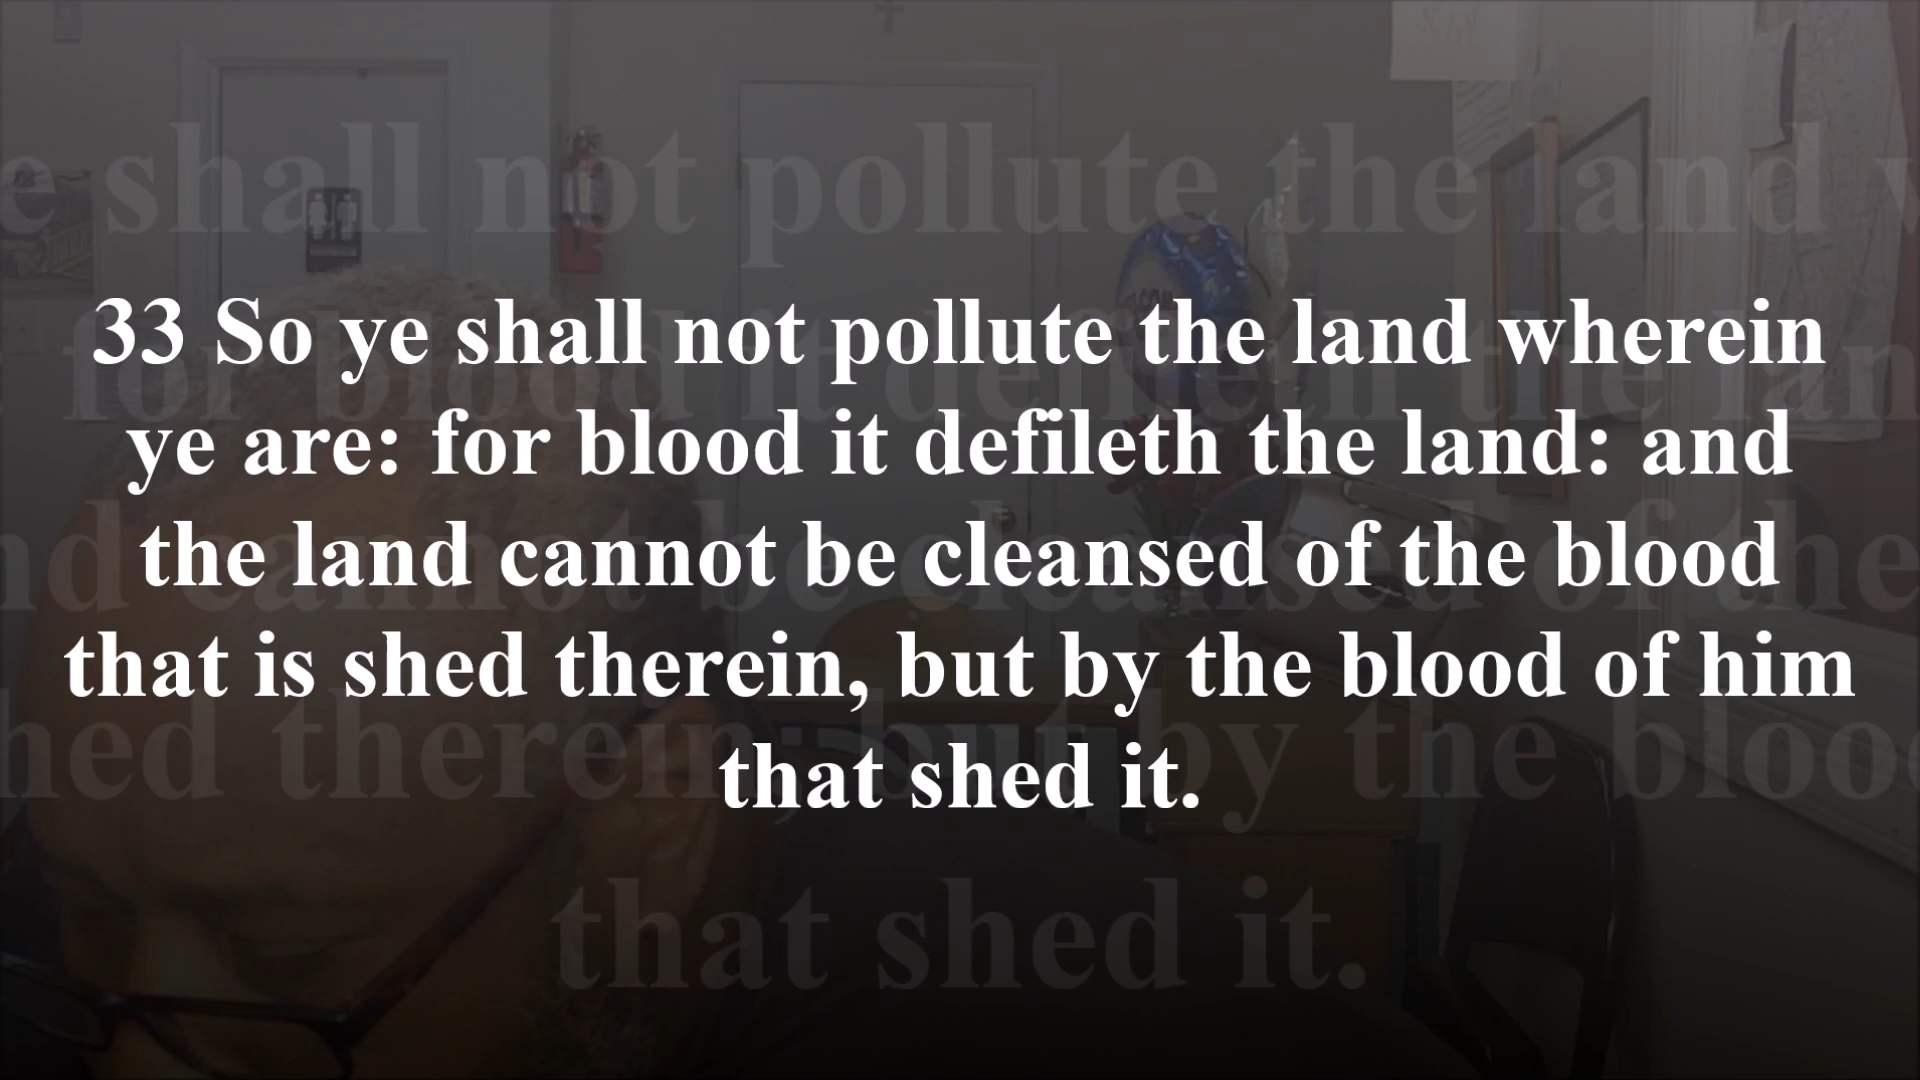 33 So ye shall not pollute the land wherein
ye are: for blood it defileth the land: and
the land cannot be cleansed of the blood
that is shed therein, but by the blood of him
that shed it.